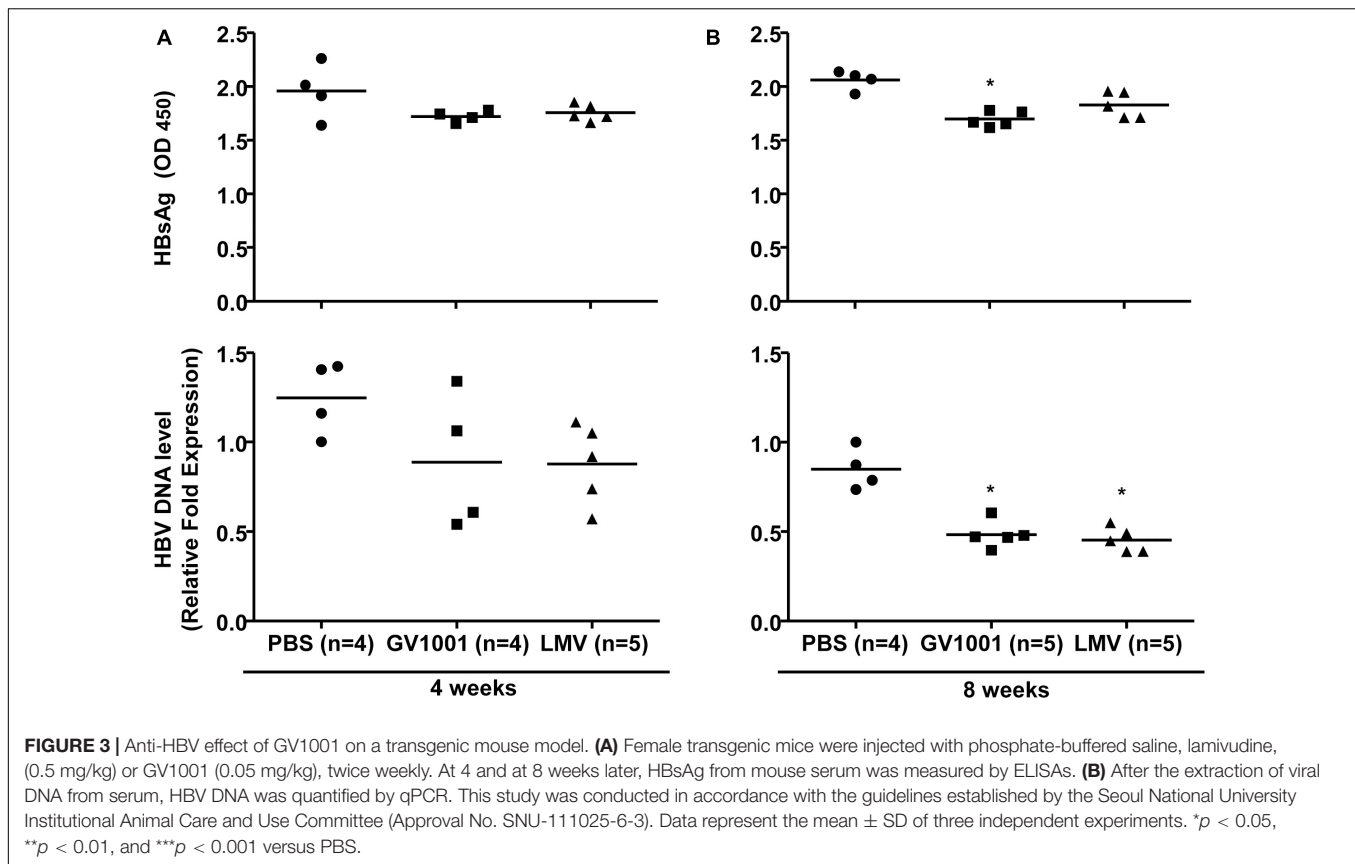 A
B
2.5
2.0
1.5
1.0
0.5
0.0
HBsAg (OD 450)
2.5
2.0
1.5
1.0
0.5
0.0
*
1.5
1.0
0.5
0.0
HBV DNA level
(Relative Fold Expression)
PBS (n=4) GV1001 (n=4) LMV (n=5)
4 weeks
1.5
1.0
0.5
0.0
* *
PBS (n=4) GV1001 (n=5) LMV (n=5)
8 weeks
FIGURE 3 | Anti-HBV effect of GV1001 on a transgenic mouse model. (A) Female transgenic mice were injected with phosphate-buffered saline, lamivudine,
(0.5 mg/kg) or GV1001 (0.05 mg/kg), twice weekly. At 4 and at 8 weeks later, HBsAg from mouse serum was measured by ELISAs. (B) After the extraction of viral
DNA from serum, HBV DNA was quantified by qPCR. This study was conducted in accordance with the guidelines established by the Seoul National University
Institutional Animal Care and Use Committee (Approval No. SNU-111025-6-3). Data represent the mean ± SD of three independent experiments. *p < 0.05,
**p < 0.01, and ***p < 0.001 versus PBS.